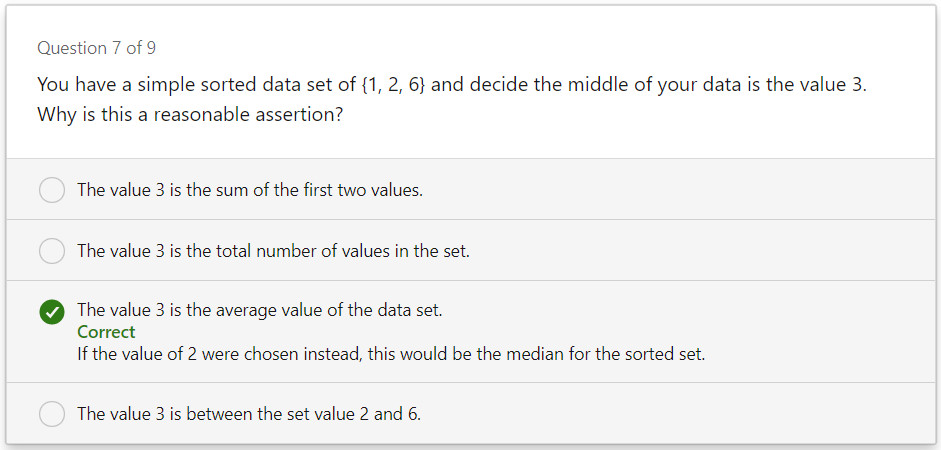 Question 7 of 9
You have a simple sorted data set of {1, 2, 6} and decide the middle of your data is the value 3.
Why is this a reasonable assertion?
The value 3 is the sum of the first two values.
The value 3 is the total number of values in the set.
The value 3 is the average value of the data set.
Correct
If the value of 2 were chosen instead, this would be the median for the sorted set.
The value 3 is between the set value 2 and 6.